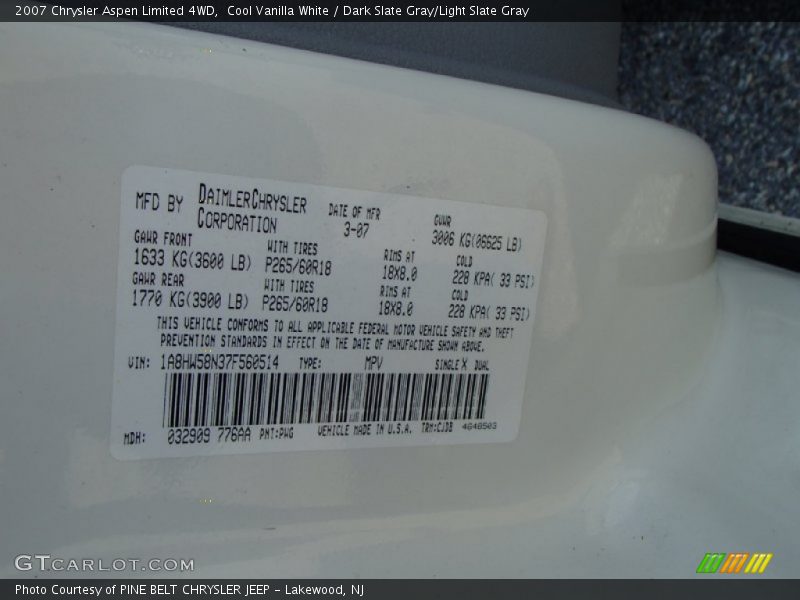 2007 Chrysler Aspen Limited 4WD, Cool Vanilla White / Dark Slate Gray/Light Slate Gray
MFD BY DAIMLERCHRYSLER CORPORATION DATE OF MFR 3-07 GVWR 3006 KG(06625 LB)
GAWR FRONT WITH TIRES RIMS AT COLD
1633 KG(3600 LB) P265/60R18 18X8.0 228 KPA( 33 PSI)
GAWR REAR WITH TIRES RIMS AT COLD
1770 KG(3900 LB) P265/60R18 18X8.0 228 KPA( 33 PSI)
THIS VEHICLE CONFORMS TO ALL APPLICABLE FEDERAL MOTOR VEHICLE SAFETY AND THEFT
PREVENTION STANDARDS IN EFFECT ON THE DATE OF MANUFACTURE SHOWN ABOVE.
VIN: 1A8HW58N37F560514 TYPE: MPV SINGLE X DUAL
MDH: 032909 776AA PNT:PWG VEHICLE MADE IN U.S.A. TRM:CJDB 4648503
GTCARLOT.COM
Photo Courtesy of PINE BELT CHRYSLER JEEP - Lakewood, NJ